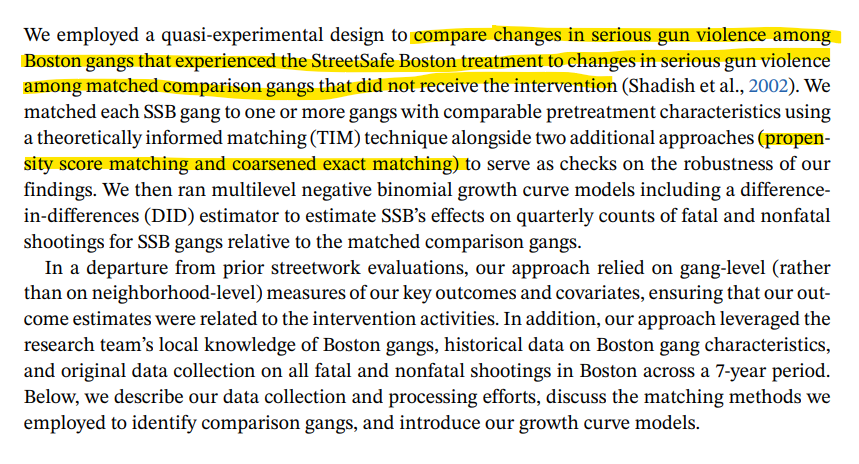 We employed a quasi-experimental design to compare changes in serious gun violence among
Boston gangs that experienced the StreetSafe Boston treatment to changes in serious gun violence
among matched comparison gangs that did not receive the intervention (Shadish et al., 2002). We
matched each SSB gang to one or more gangs with comparable pretreatment characteristics using
a theoretically informed matching (TIM) technique alongside two additional approaches (propen-
sity score matching and coarsened exact matching) to serve as checks on the robustness of our
findings. We then ran multilevel negative binomial growth curve models including a difference-
in-differences (DID) estimator to estimate SSB's effects on quarterly counts of fatal and nonfatal
shootings for SSB gangs relative to the matched comparison gangs.
In a departure from prior streetwork evaluations, our approach relied on gang-level (rather
than on neighborhood-level) measures of our key outcomes and covariates, ensuring that our out-
come estimates were related to the intervention activities. In addition, our approach leveraged the
research team's local knowledge of Boston gangs, historical data on Boston gang characteristics,
and original data collection on all fatal and nonfatal shootings in Boston across a 7-year period.
Below, we describe our data collection and processing efforts, discuss the matching methods we
employed to identify comparison gangs, and introduce our growth curve models.